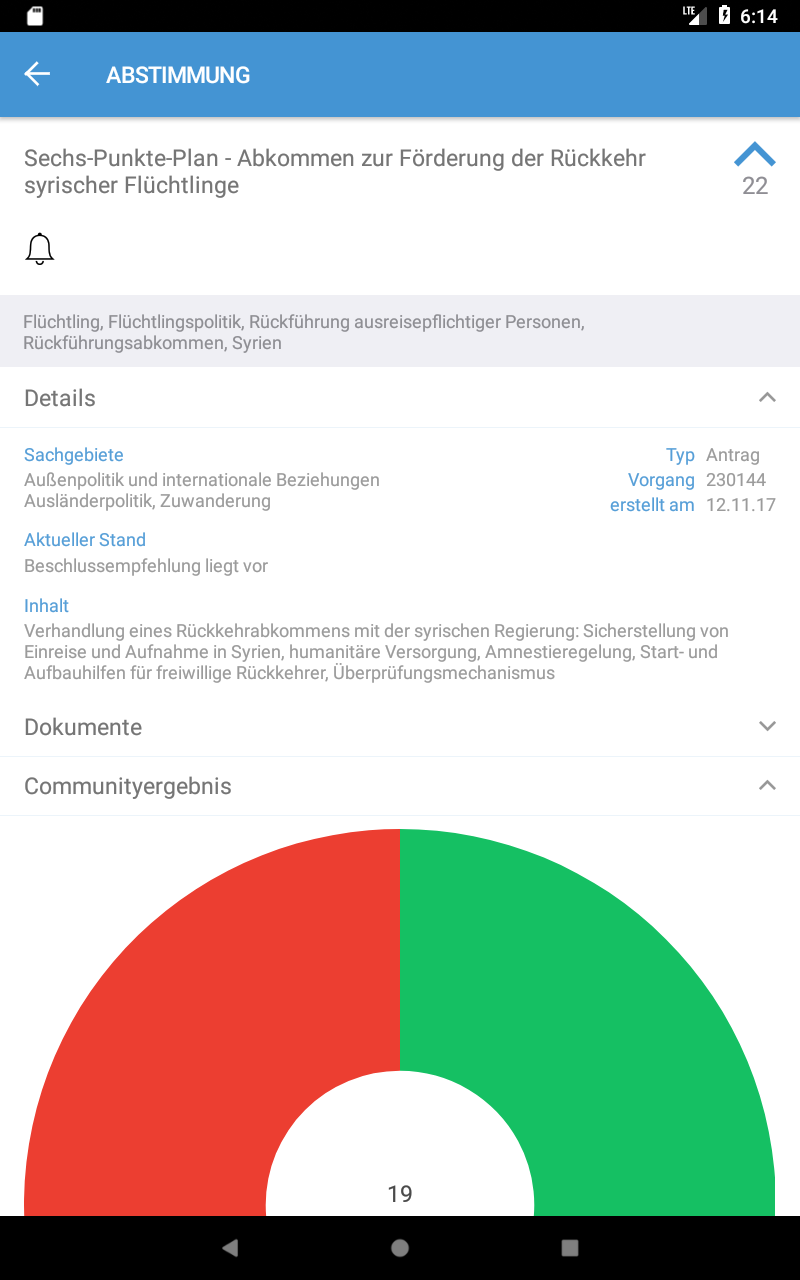 LTE 6:14
ABSTIMMUNG
Sechs-Punkte-Plan - Abkommen zur Förderung der Rückkehr
syrischer Flüchtlinge
22
Flüchtling, Flüchtlingspolitik, Rückführung ausreisepflichtiger Personen,
Rückführungsabkommen, Syrien
Details
Sachgebiete
Außenpolitik und internationale Beziehungen
Ausländerpolitik, Zuwanderung
Typ Antrag
Vorgang 230144
erstellt am 12.11.17
Aktueller Stand
Beschlussempfehlung liegt vor
Inhalt
Verhandlung eines Rückkehrabkommens mit der syrischen Regierung: Sicherstellung von
Einreise und Aufnahme in Syrien, humanitäre Versorgung, Amnestieregelung, Start- und
Aufbauhilfen für freiwillige Rückkehrer, Überprüfungsmechanismus
Dokumente
Communityergebnis
19